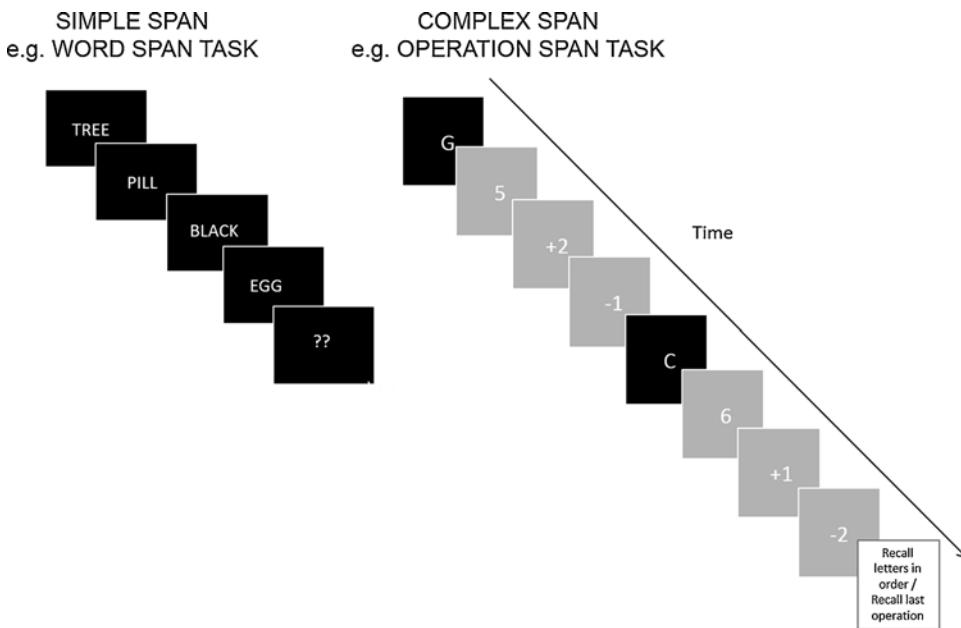 SIMPLE SPAN
e.g. WORD SPAN TASK
TREE
PILL
BLACK
EGG
??
COMPLEX SPAN
e.g. OPERATION SPAN TASK
G
5
+2
-1
C
6
+1
-2
Time
Recall
letters in
order /
Recall last
operation